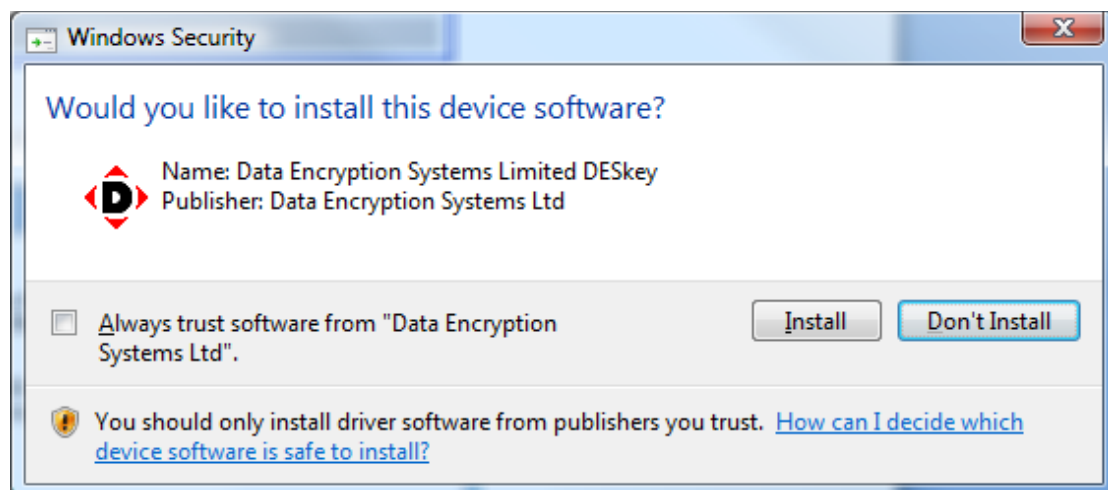 Windows Security
X
Would you like to install this device software?
D
Name: Data Encryption Systems Limited DESkey
Publisher: Data Encryption Systems Ltd
Always trust software from "Data Encryption
Systems Ltd".
Install
Don't Install
You should only install driver software from publishers you trust. How can I decide which
device software is safe to install?